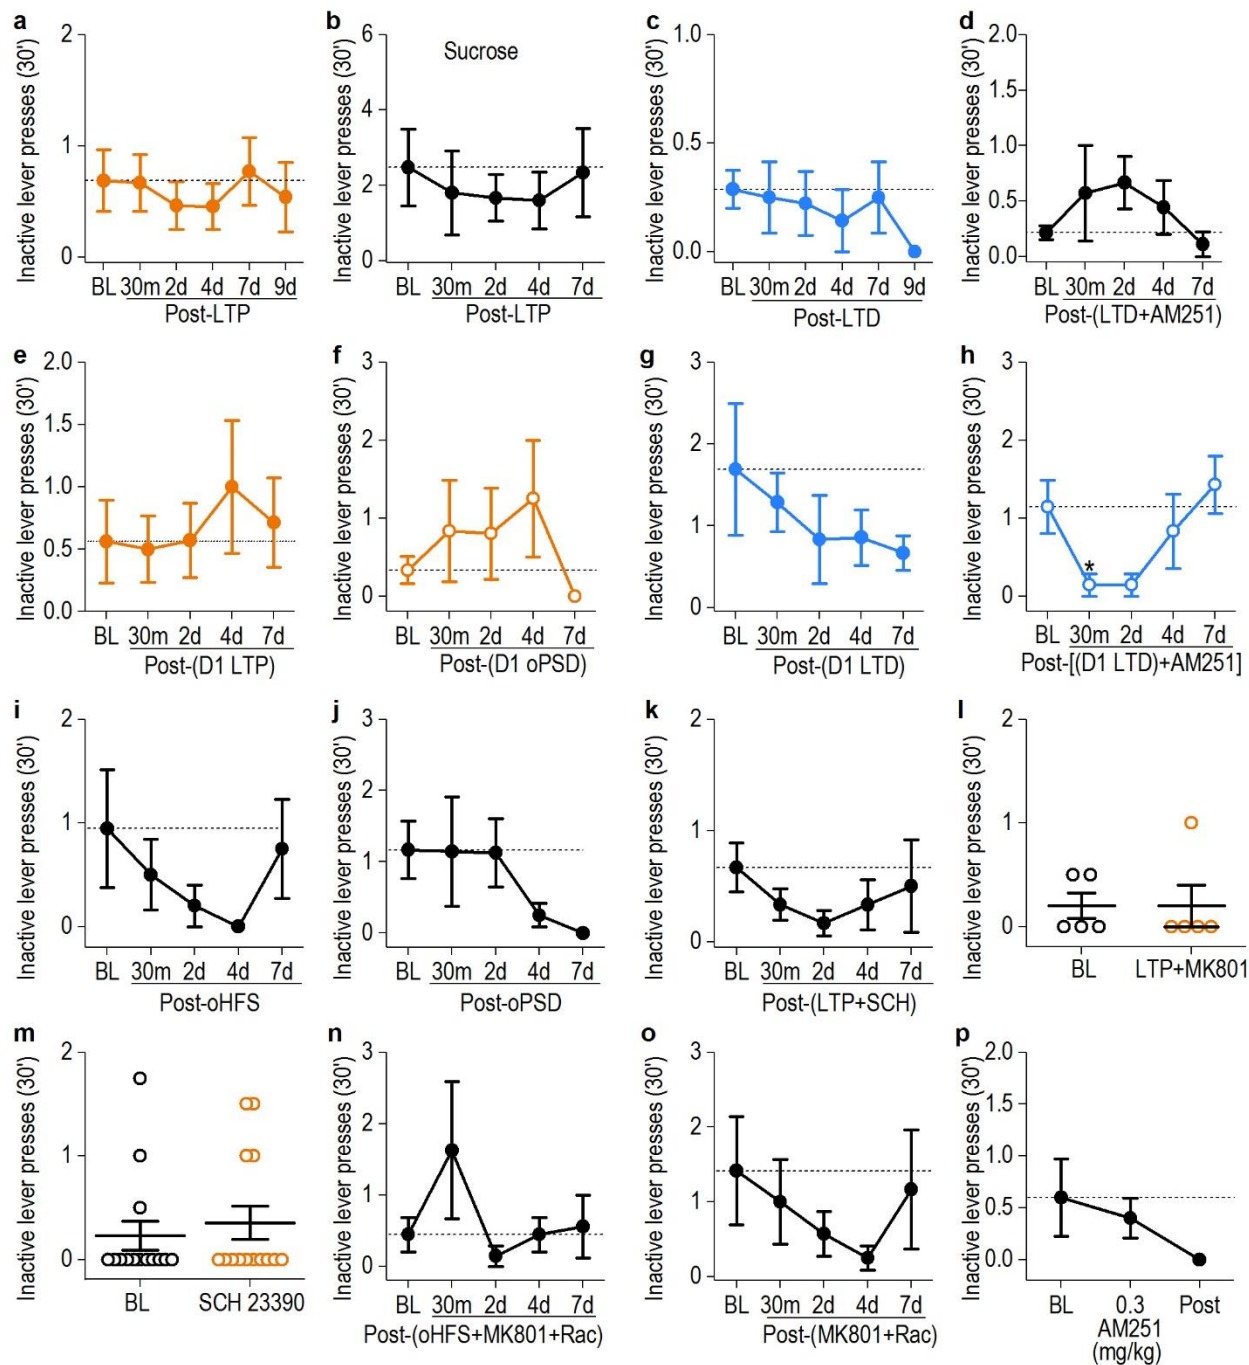 a
Inactive lever presses (30')
2
1
0
BL 30m 2d 4d 7d 9d
Post-LTP
b
Inactive lever presses (30')
Sucrose
6
4
2
0
BL 30m 2d 4d 7d
Post-LTP
c
Inactive lever presses (30')
1.0
0.5
0.0
BL 30m 2d 4d 7d 9d
Post-LTD
d
Inactive lever presses (30')
2.0
1.5
1.0
0.5
0.0
BL 30m 2d 4d 7d
Post-(LTD+AM251)
e
Inactive lever presses (30')
2.0
1.5
1.0
0.5
0.0
BL 30m 2d 4d 7d
Post-(D1 LTP)
f
Inactive lever presses (30')
3
2
1
0
BL 30m 2d 4d 7d
Post-(D1 oPSD)
g
Inactive lever presses (30')
3
2
1
0
BL 30m 2d 4d 7d
Post-(D1 LTD)
h
Inactive lever presses (30')
3
2
1
0
*
BL 30m 2d 4d 7d
Post-[(D1 LTD)+AM251]
i
Inactive lever presses (30')
2
1
0
BL 30m 2d 4d 7d
Post-oHFS
j
Inactive lever presses (30')
3
2
1
0
BL 30m 2d 4d 7d
Post-oPSD
k
Inactive lever presses (30')
2
1
0
BL 30m 2d 4d 7d
Post-(LTP+SCH)
l
Inactive lever presses (30')
2
1
0
BL LTP+MK801
m
Inactive lever presses (30')
2
1
0
BL SCH 23390
n
Inactive lever presses (30')
3
2
1
0
BL 30m 2d 4d 7d
Post-(oHFS+MK801+Rac)
o
Inactive lever presses (30')
3
2
1
0
BL 30m 2d 4d 7d
Post-(MK801+Rac)
p
Inactive lever presses (30')
2.0
1.5
1.0
0.5
0.0
BL 0.3 Post
AM251
(mg/kg)